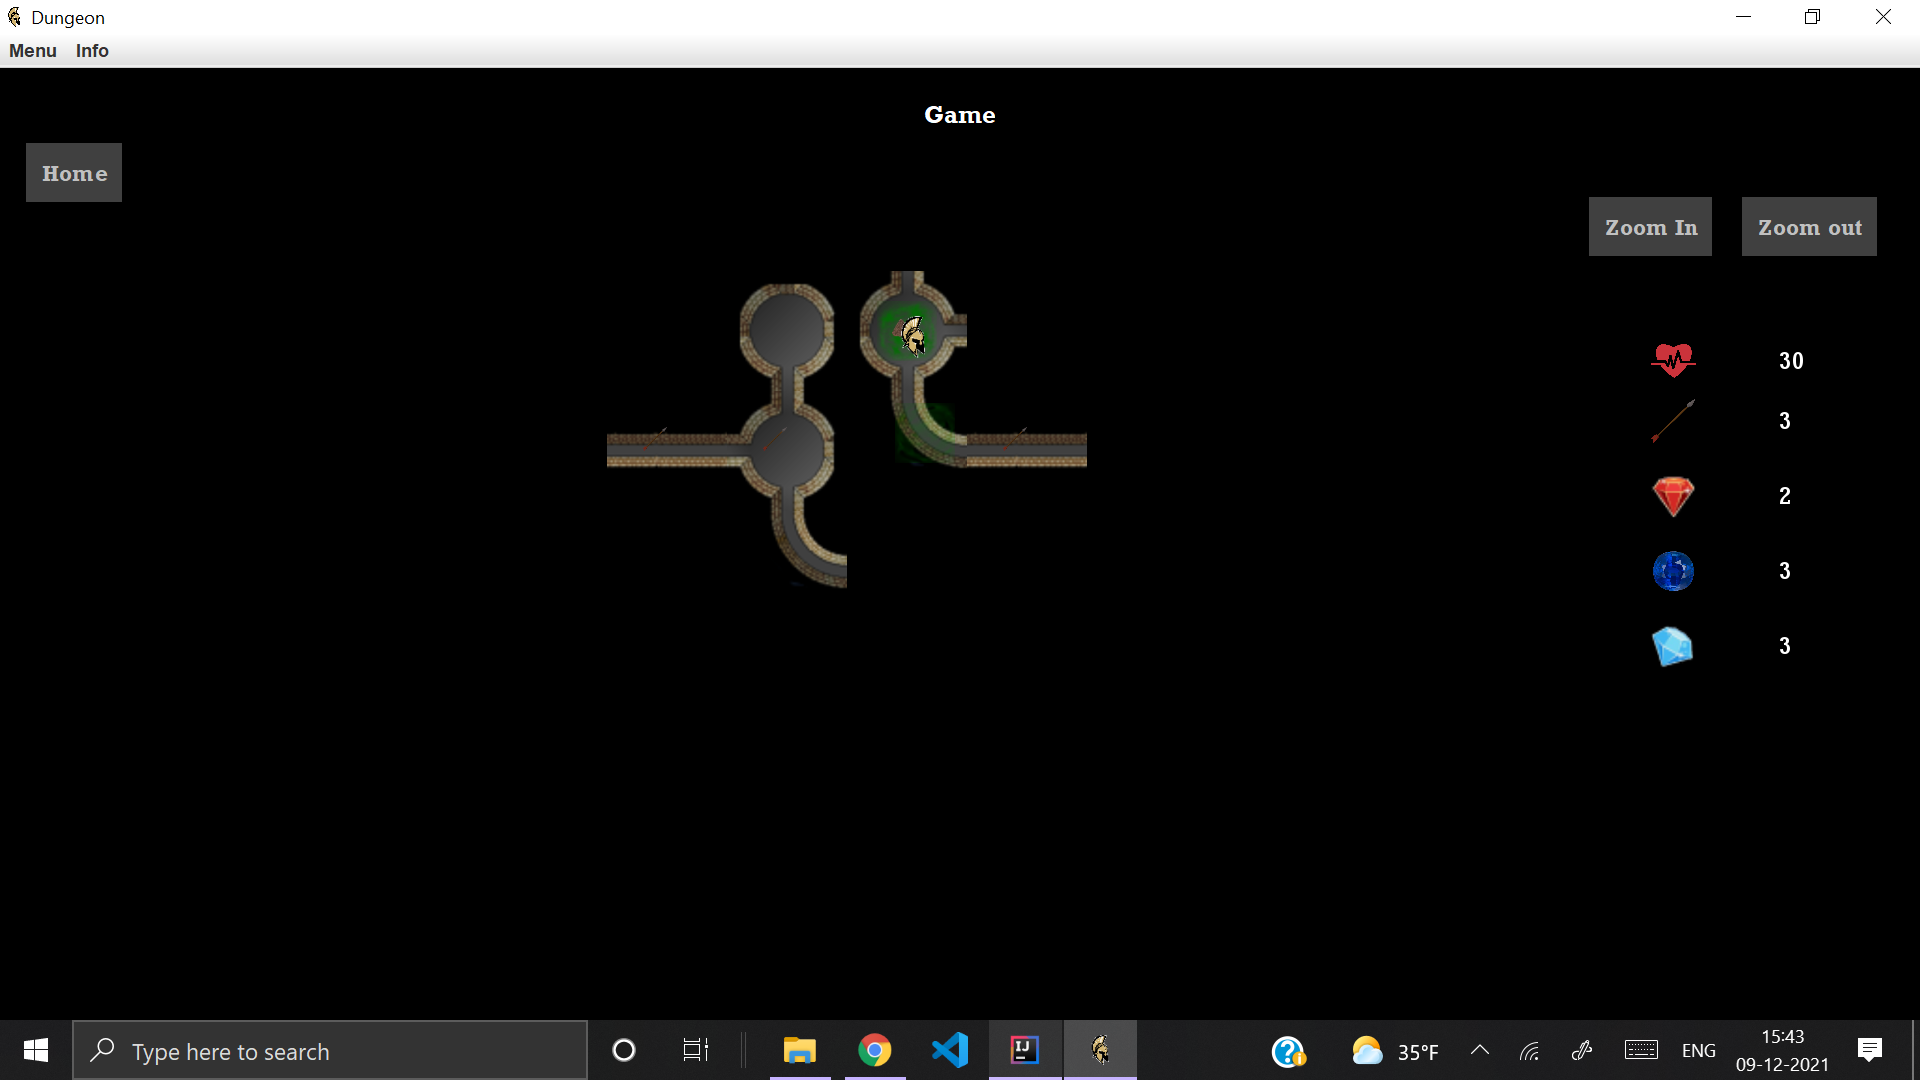 Dungeon
Menu Info
Game
Home
Zoom In Zoom out
30
3
2
3
3
Type here to search
IJ
35°F
ENG
15:43
09-12-2021